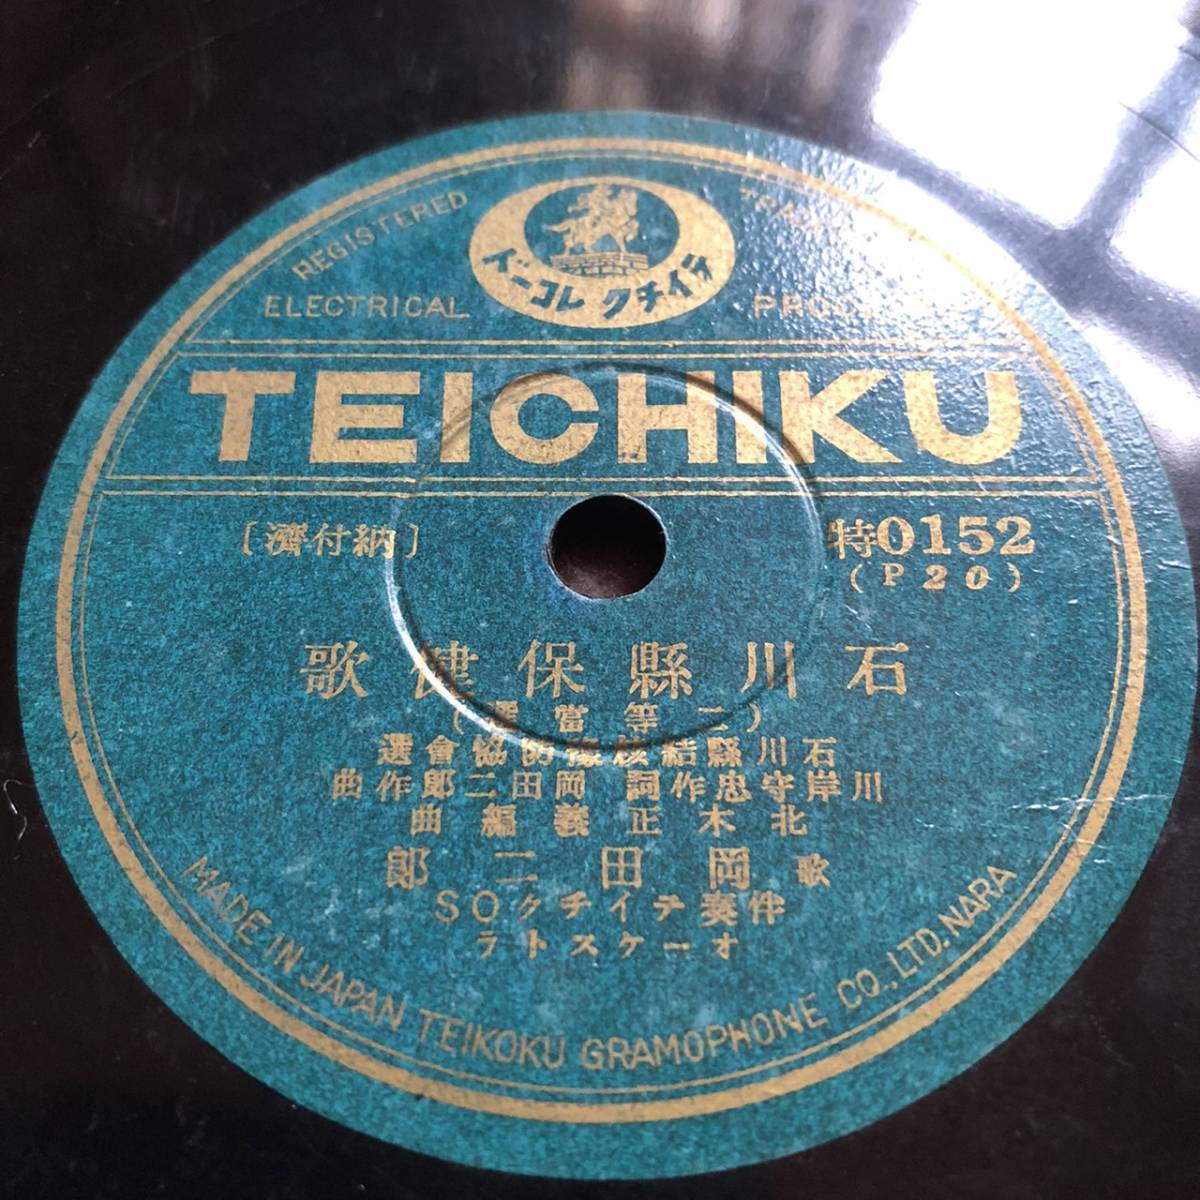 REGISTERED TRADE
テイチクレコード
ELECTRICAL
TEICHIKU
特0152
(P20)
〔納付濟〕
石川縣保健歌
(二等當選)
石川縣結核豫防協會選
川岸守忠作詞 岡田二郎作曲
北木正義編曲
歌 岡田二郎
伴奏テイチクSO
オーケストラ
MADE IN JAPAN TEIKOKU GRAMOPHONE CO., LTD. NARA